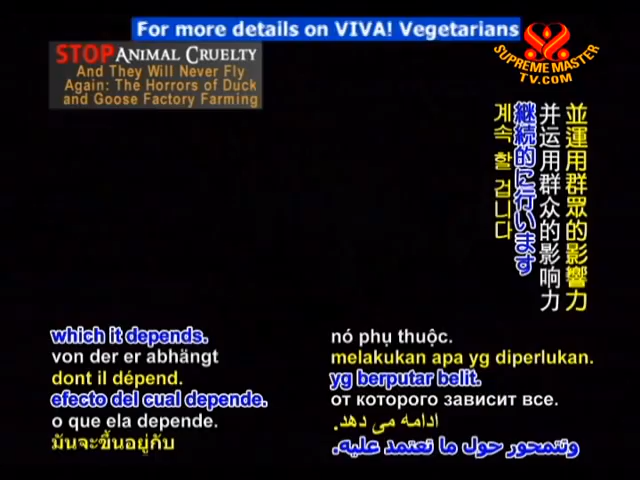 For more details on VIVA! Vegetarians
STOP ANIMAL CRUELTY
And They Will Never Fly
Again: The Horrors of Duck
and Goose Factory Farming
SUPREME MASTER
TV.COM
並運用群眾的影響力
并运用群众的影响力
継続的に行います
계속 할 겁니다
which it depends.
von der er abhängt
dont il dépend.
efecto del cual depende.
o que ela depende.
มันจะขึ้นอยู่กับ
nó phụ thuộc.
melakukan apa yg diperlukan.
yg berputar belit.
от которого зависит все.
ادامه می دهد.
وتتمحور حول ما تعتمد عليه.